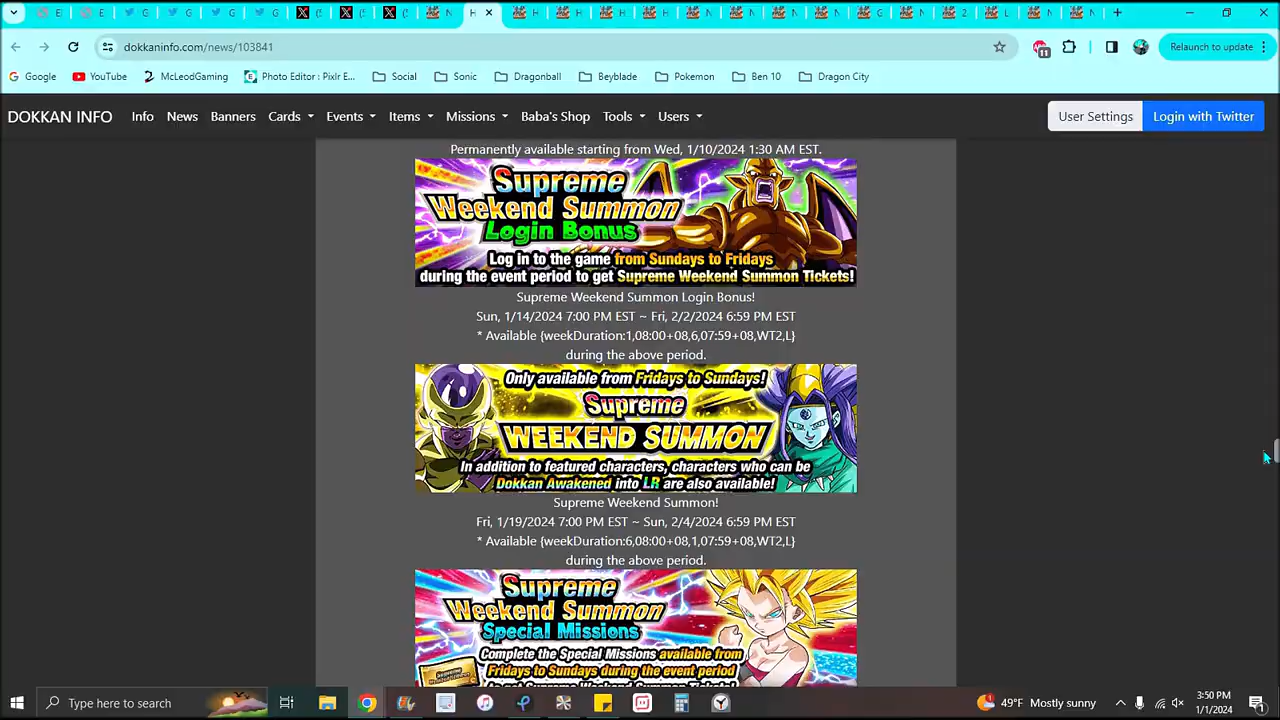 E
G
G
G
(
(
(
N
H
H
H
H
H
N
N
N
G
N
2
L
N
N
dokkaninfo.com/news/103841
11
Relaunch to update
Google
YouTube
McLeodGaming
Photo Editor : Pixlr E...
Social
Sonic
Dragonball
Beyblade
Pokemon
Ben 10
Dragon City
DOKKAN INFO
Info
News
Banners
Cards
Events
Items
Missions
Baba's Shop
Tools
Users
User Settings
Login with Twitter
Permanently available starting from Wed, 1/10/2024 1:30 AM EST.
Supreme
Weekend Summon
Login Bonus
Log in to the game from Sundays to Fridays
during the event period to get Supreme Weekend Summon Tickets!
Supreme Weekend Summon Login Bonus!
Sun, 1/14/2024 7:00 PM EST ~ Fri, 2/2/2024 6:59 PM EST
* Available {weekDuration:1,08:00+08,6,07:59+08,WT2,L}
during the above period.
Only available from Fridays to Sundays!
Supreme
WEEKEND SUMMON
In addition to featured characters, characters who can be
Dokkan Awakened into LR are also available!
Supreme Weekend Summon!
Fri, 1/19/2024 7:00 PM EST ~ Sun, 2/4/2024 6:59 PM EST
* Available {weekDuration:6,08:00+08,1,07:59+08,WT2,L}
during the above period.
Supreme
Weekend Summon
Special Missions
Complete the Special Missions available from
Fridays to Sundays during the event period
to get Supreme Weekend Summon Tickets!
Type here to search
49°F Mostly sunny
3:50 PM
1/1/2024
1